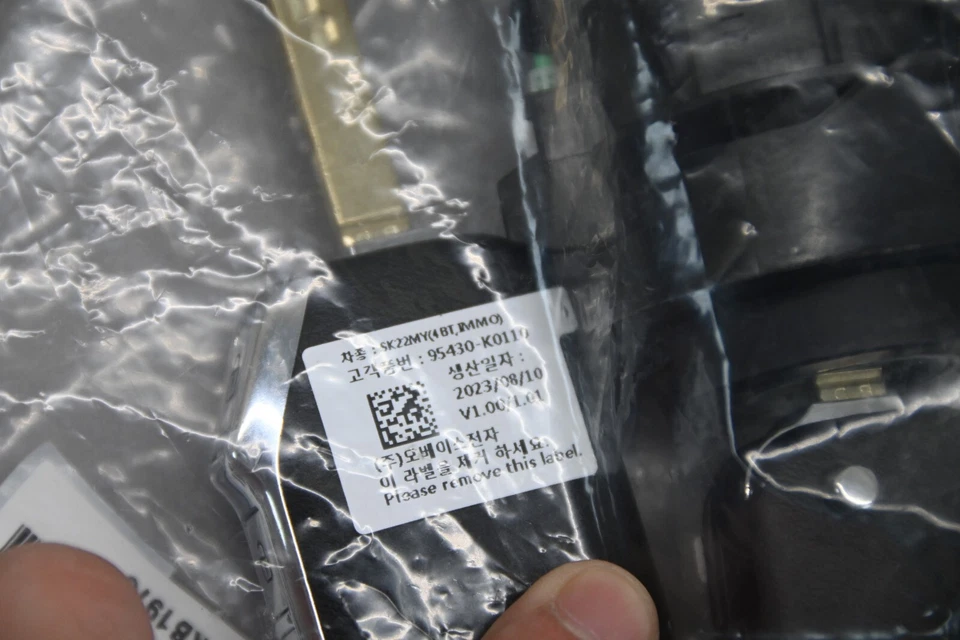 차종 : SK22MY(4BT,IMMO)
고객품번 : 95430-K0110
생산일자 :
2023/08/10
V1.00/1.01
(주)오베이스전자
이 라벨을 제거 하세요.
Please remove this label.